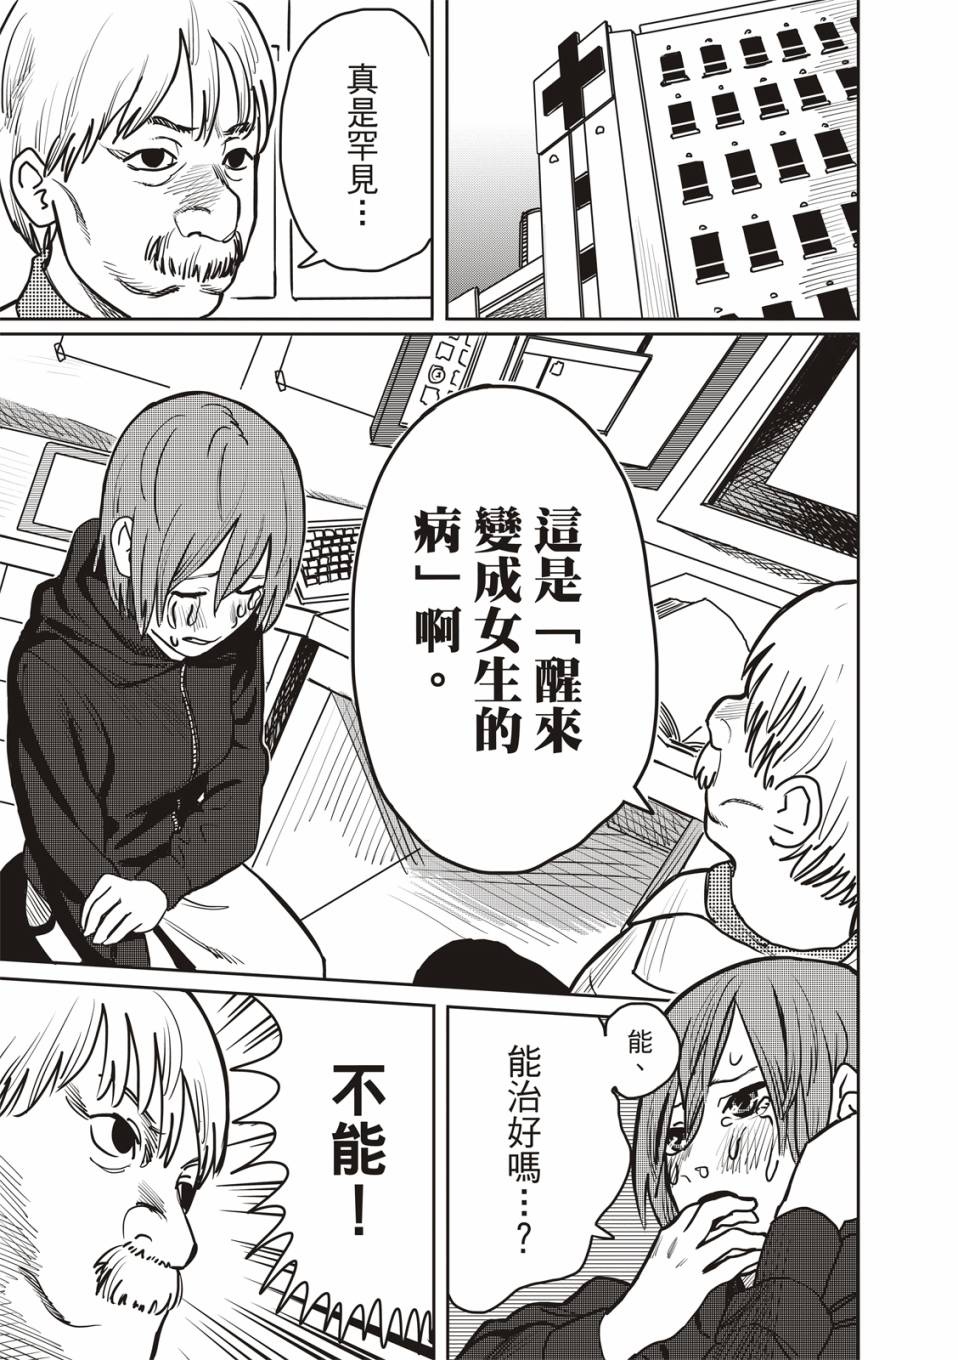 真是罕見…
這是「醒來
變成女生的
病」啊。
能、
能治好嗎…?
不能！